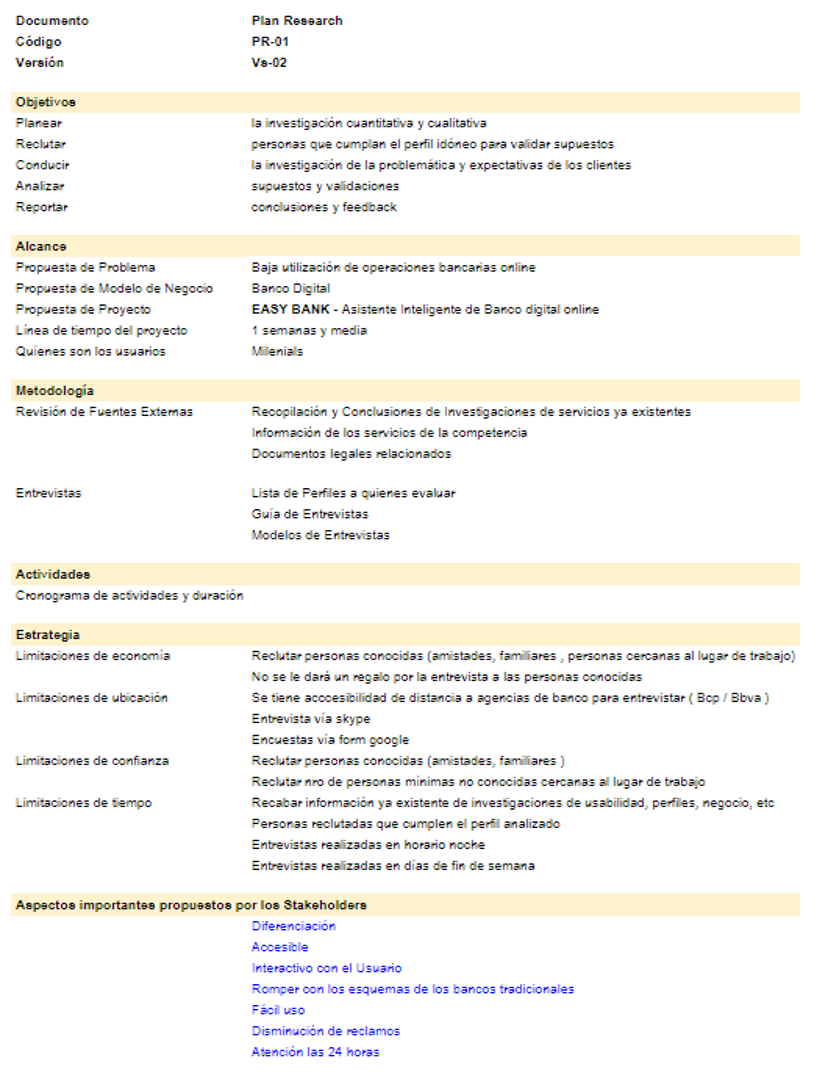 Documento Plan Research
Código PR-01
Versión Vs-02
Objetivos
Planear la investigación cuantitativa y cualitativa
Reclutar personas que cumplan el perfil idóneo para validar supuestos
Conducir la investigación de la problemática y expectativas de los clientes
Analizar supuestos y validaciones
Reportar conclusiones y feedback
Alcance
Propuesta de Problema Baja utilización de operaciones bancarias online
Propuesta de Modelo de Negocio Banco Digital
Propuesta de Proyecto EASY BANK - Asistente Inteligente de Banco digital online
Línea de tiempo del proyecto 1 semanas y media
Quienes son los usuarios Milenials
Metodología
Revisión de Fuentes Externas Recopilación y Conclusiones de Investigaciones de servicios ya existentes
Información de los servicios de la competencia
Documentos legales relacionados
Entrevistas Lista de Perfiles a quienes evaluar
Guía de Entrevistas
Modelos de Entrevistas
Actividades
Cronograma de actividades y duración
Estrategia
Limitaciones de economía Reclutar personas conocidas (amistades, familiares , personas cercanas al lugar de trabajo)
No se le dará un regalo por la entrevista a las personas conocidas
Limitaciones de ubicación Se tiene acccesibilidad de distancia a agencias de banco para entrevistar ( Bcp / Bbva )
Entrevista vía skype
Encuestas vía form google
Limitaciones de confianza Reclutar personas conocidas (amistades, familiares )
Reclutar nro de personas mínimas no conocidas cercanas al lugar de trabajo
Limitaciones de tiempo Recabar información ya existente de investigaciones de usabilidad, perfiles, negocio, etc
Personas reclutadas que cumplen el perfil analizado
Entrevistas realizadas en horario noche
Entrevistas realizadas en días de fin de semana
Aspectos importantes propuestos por los Stakeholders
Diferenciación
Accesible
Interactivo con el Usuario
Romper con los esquemas de los bancos tradicionales
Fácil uso
Disminución de reclamos
Atención las 24 horas